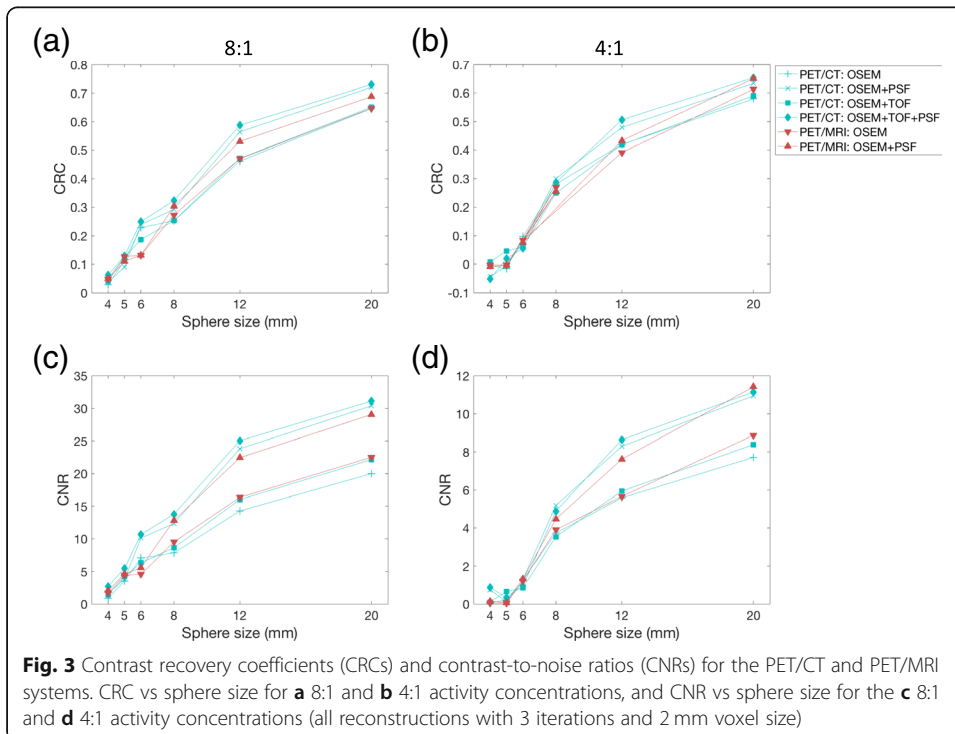 (a)
8:1
(b)
4:1
0.8
0.7
0.6
0.5
0.4
0.3
0.2
0.1
0
CRC
4 5 6 8 12 20
Sphere size (mm)
0.7
0.6
0.5
0.4
0.3
0.2
0.1
0
-0.1
CRC
4 5 6 8 12 20
Sphere size (mm)
PET/CT: OSEM
PET/CT: OSEM+PSF
PET/CT: OSEM+TOF
PET/CT: OSEM+TOF+PSF
PET/MRI: OSEM
PET/MRI: OSEM+PSF
(c)
35
30
25
20
15
10
5
0
CNR
4 5 6 8 12 20
Sphere size (mm)
(d)
12
10
8
6
4
2
0
CNR
4 5 6 8 12 20
Sphere size (mm)
Fig. 3 Contrast recovery coefficients (CRCs) and contrast-to-noise ratios (CNRs) for the PET/CT and PET/MRI
systems. CRC vs sphere size for a 8:1 and b 4:1 activity concentrations, and CNR vs sphere size for the c 8:1
and d 4:1 activity concentrations (all reconstructions with 3 iterations and 2 mm voxel size)